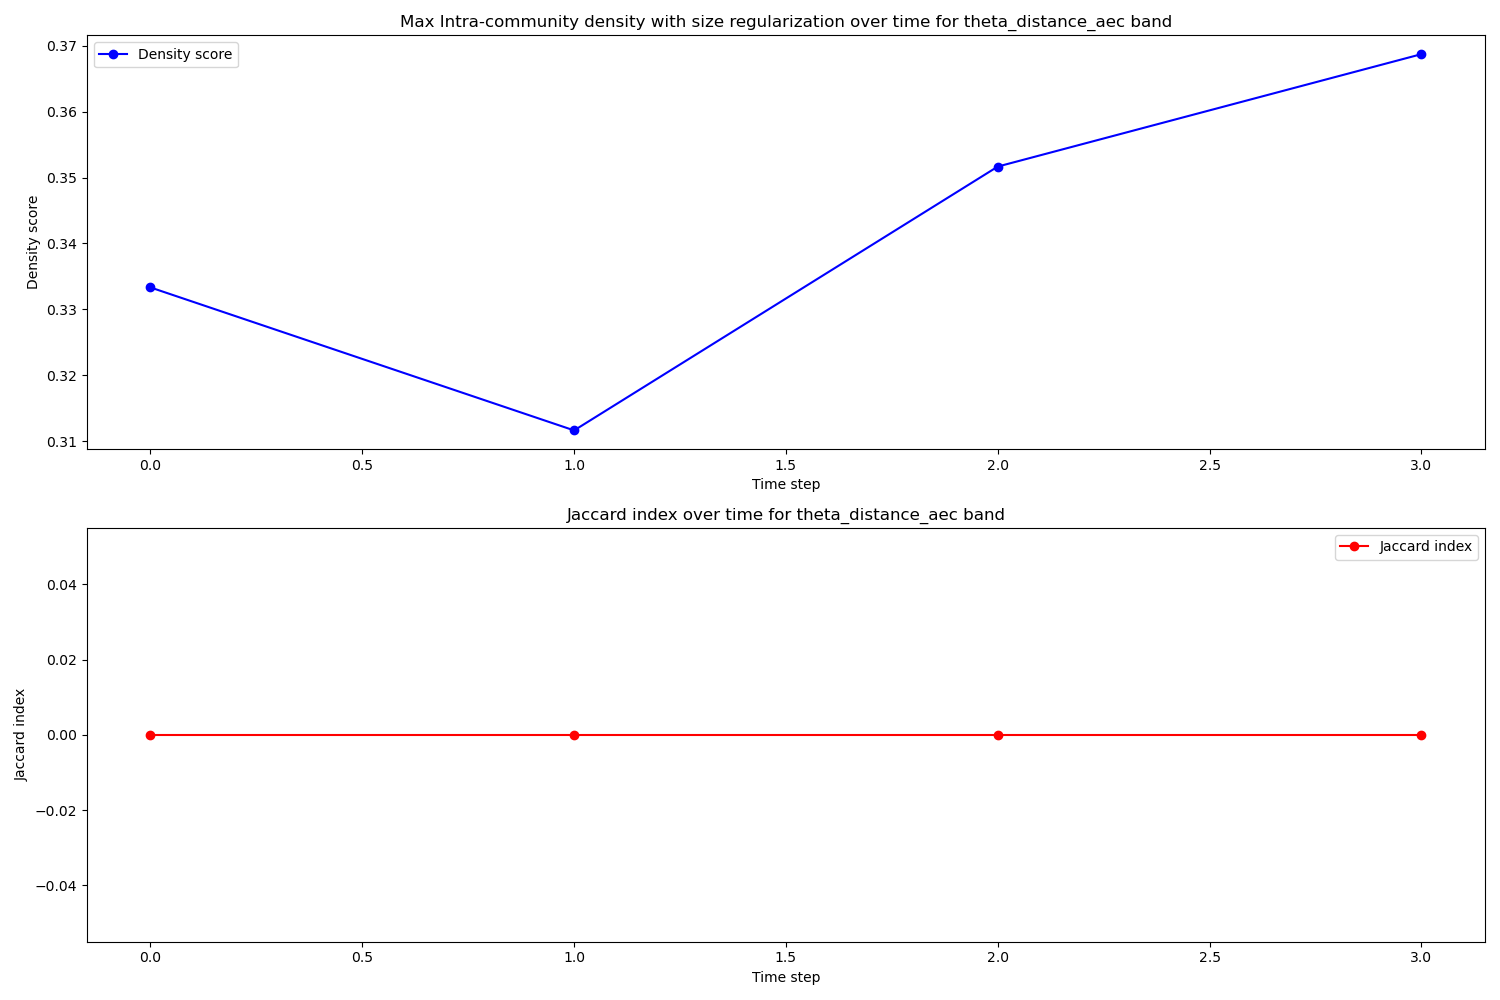 Max Intra-community density with size regularization over time for theta_distance_aec band
Density score
0.37
0.36
0.35
0.34
0.33
0.32
0.31
Density score
0.0 0.5 1.0 1.5 2.0 2.5 3.0
Time step
Jaccard index over time for theta_distance_aec band
Jaccard index
0.04
0.02
0.00
−0.02
−0.04
Jaccard index
0.0 0.5 1.0 1.5 2.0 2.5 3.0
Time step